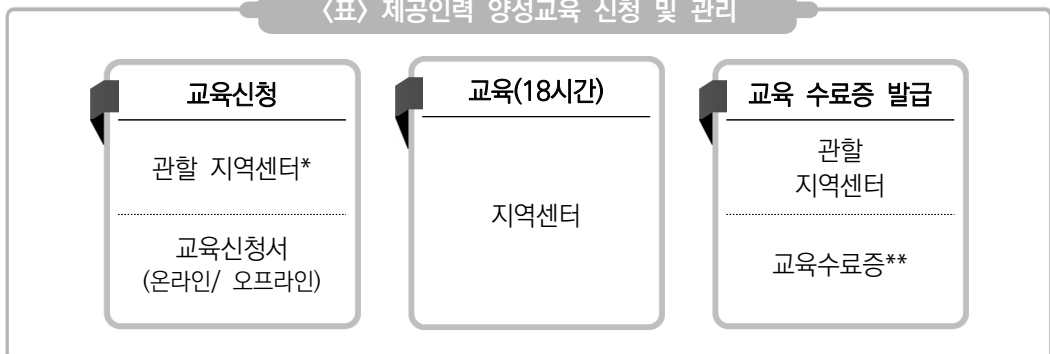 <표> 제공인력 양성교육 신청 및 관리
교육신청
관할 지역센터*
교육신청서
(온라인/ 오프라인)
교육(18시간)
지역센터
교육 수료증 발급
관할
지역센터
교육수료증**